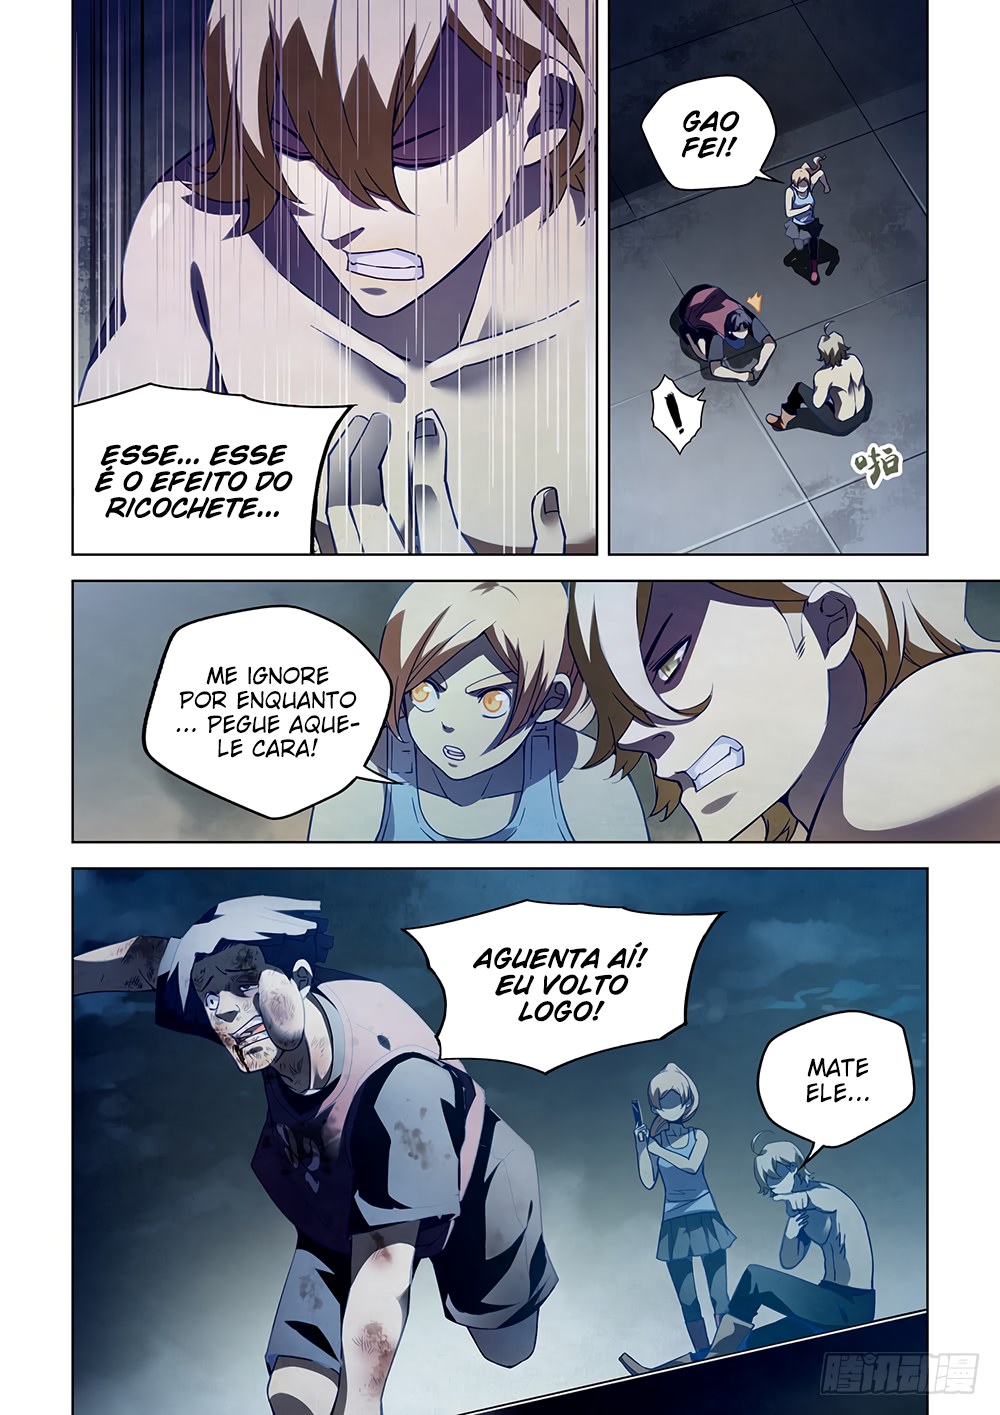 ESSE... ESSE
É O EFEITO DO
RICOCHETE...
GAO
FEI!
!
啪
ME IGNORE
POR ENQUANTO
... PEGUE AQUE-
LE CARA!
AGUENTA AÍ!
EU VOLTO
LOGO!
MATE
ELE...
腾讯动漫